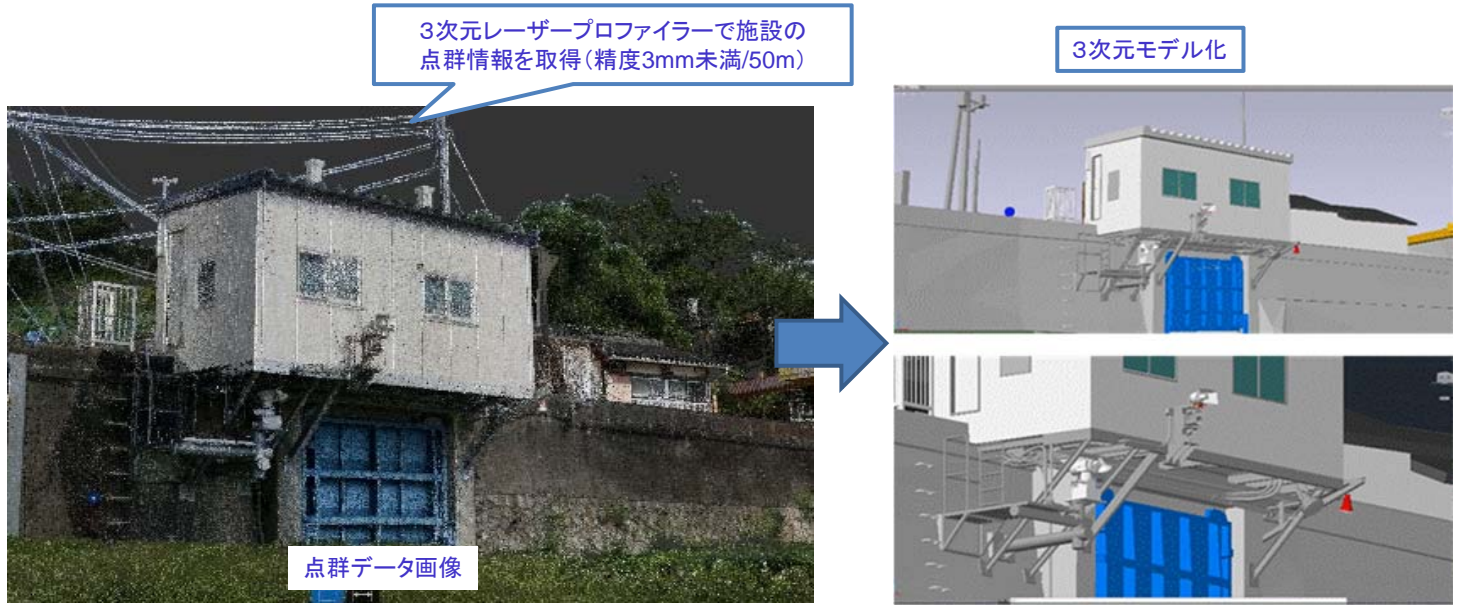 ３次元レーザープロファイラーで施設の
点群情報を取得（精度3mm未満/50m）
３次元モデル化
点群データ画像